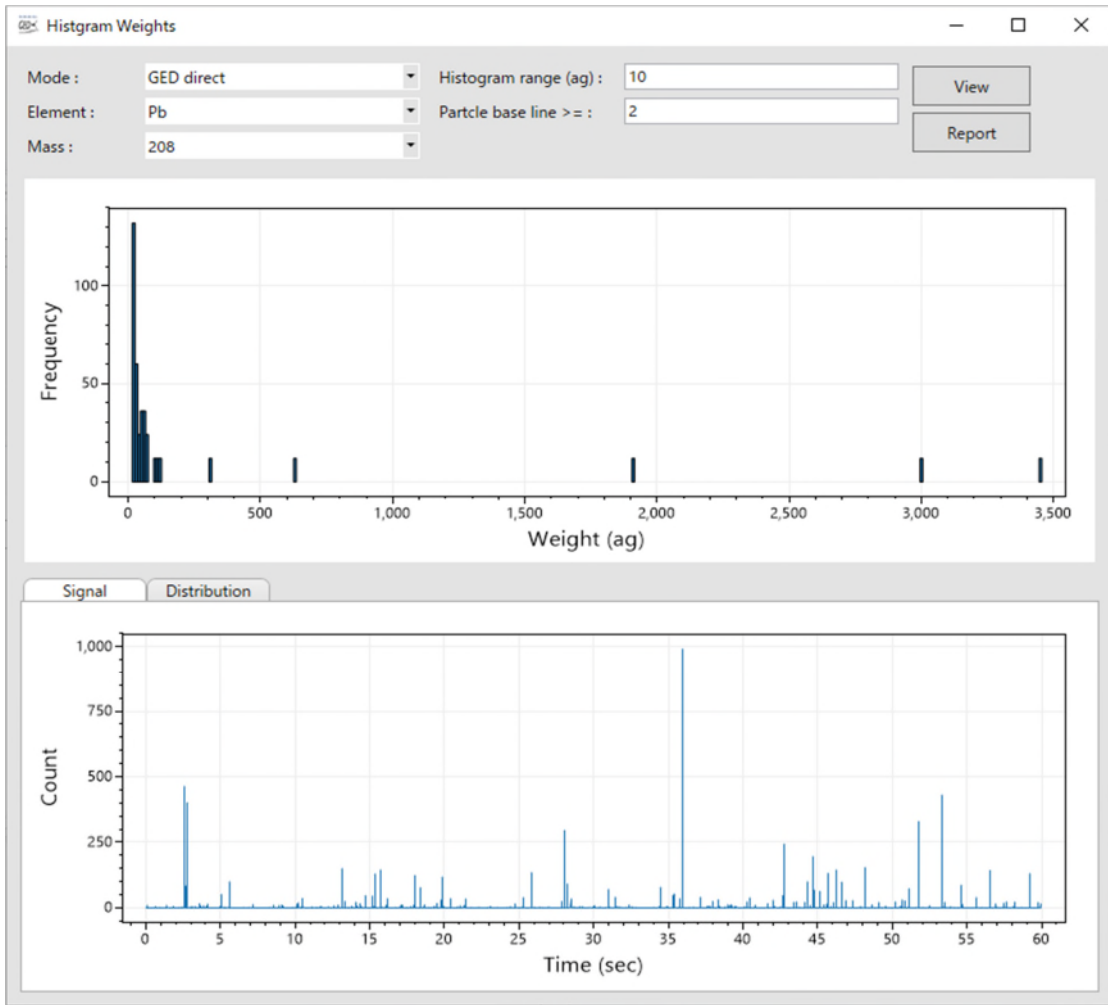 Histgram Weights
Mode : GED direct Histogram range (ag) : 10 View
Element : Pb Partcle base line >= : 2
Mass : 208 Report
100
50
0
Frequency
0 500 1,000 1,500 2,000 2,500 3,000 3,500
Weight (ag)
Signal Distribution
1,000
750
500
250
0
Count
0 5 10 15 20 25 30 35 40 45 50 55 60
Time (sec)